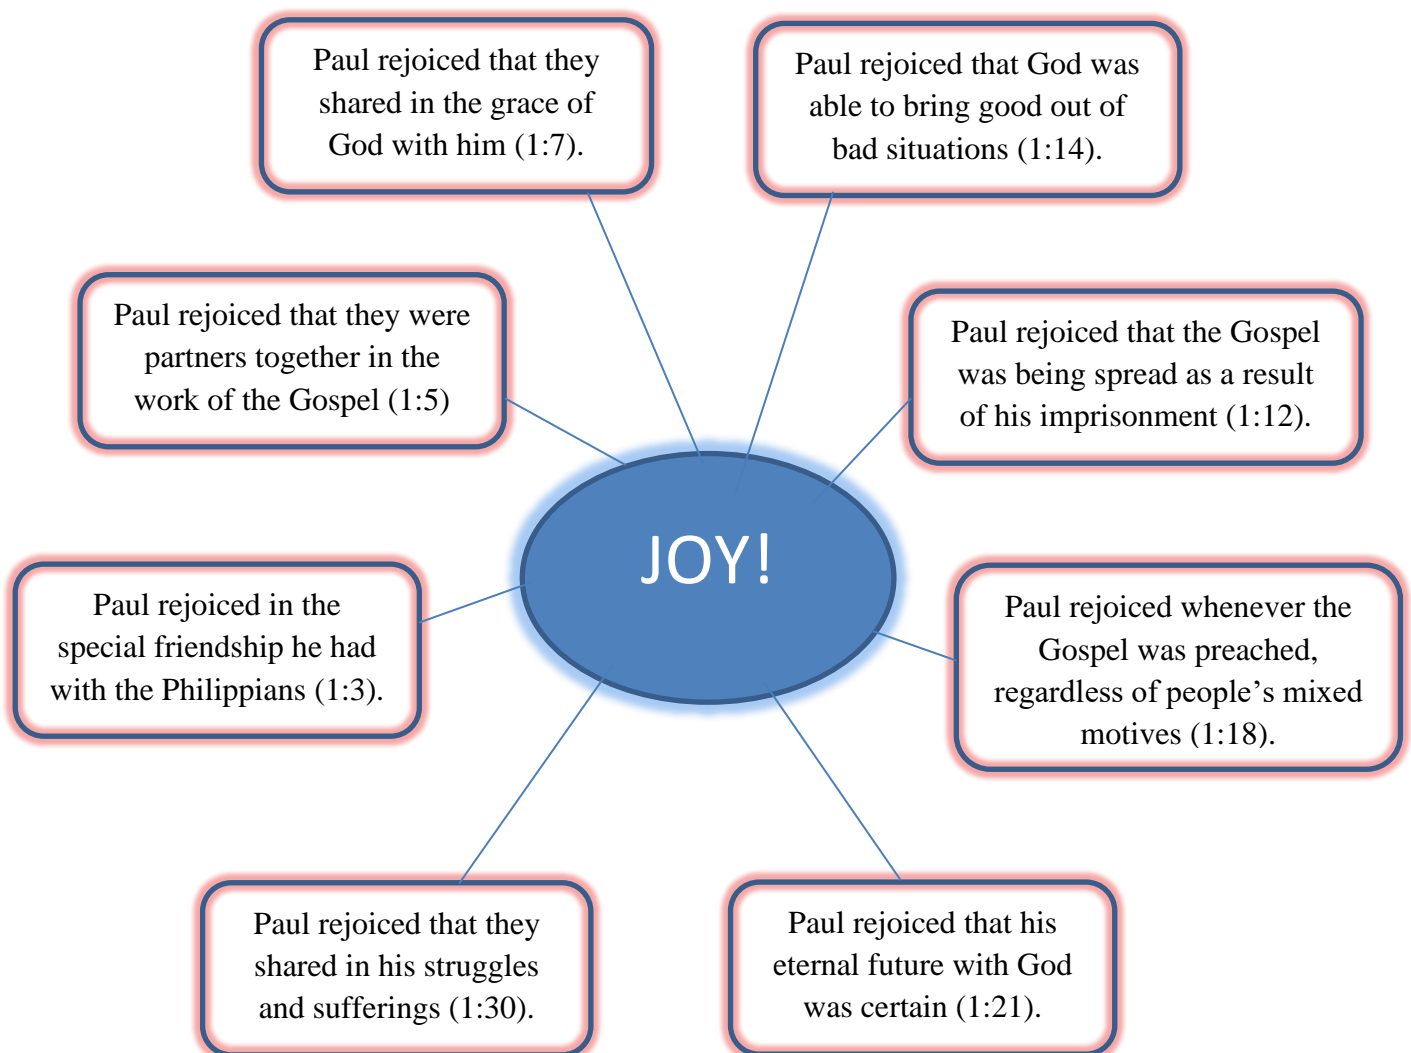 Paul rejoiced that they
shared in the grace of
God with him (1:7).
Paul rejoiced that God was
able to bring good out of
bad situations (1:14).
Paul rejoiced that they were
partners together in the
work of the Gospel (1:5)
Paul rejoiced that the Gospel
was being spread as a result
of his imprisonment (1:12).
JOY!
Paul rejoiced in the
special friendship he had
with the Philippians (1:3).
Paul rejoiced whenever the
Gospel was preached,
regardless of people’s mixed
motives (1:18).
Paul rejoiced that they
shared in his struggles
and sufferings (1:30).
Paul rejoiced that his
eternal future with God
was certain (1:21).